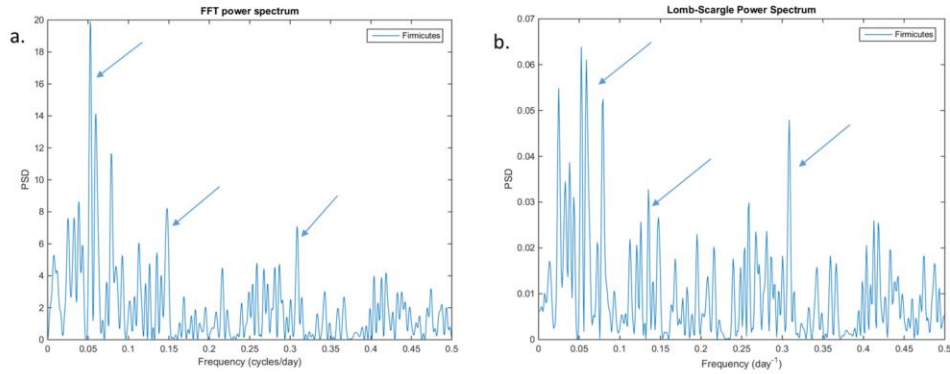 a.
FFT power spectrum
Firmicutes
PSD
20
18
16
14
12
10
8
6
4
2
0
0 0.05 0.1 0.15 0.2 0.25 0.3 0.35 0.4 0.45 0.5
Frequency (cycles/day)
b.
Lomb-Scargle Power Spectrum
Firmicutes
PSD
0.07
0.06
0.05
0.04
0.03
0.02
0.01
0
0 0.05 0.1 0.15 0.2 0.25 0.3 0.35 0.4 0.45 0.5
Frequency (day⁻¹)